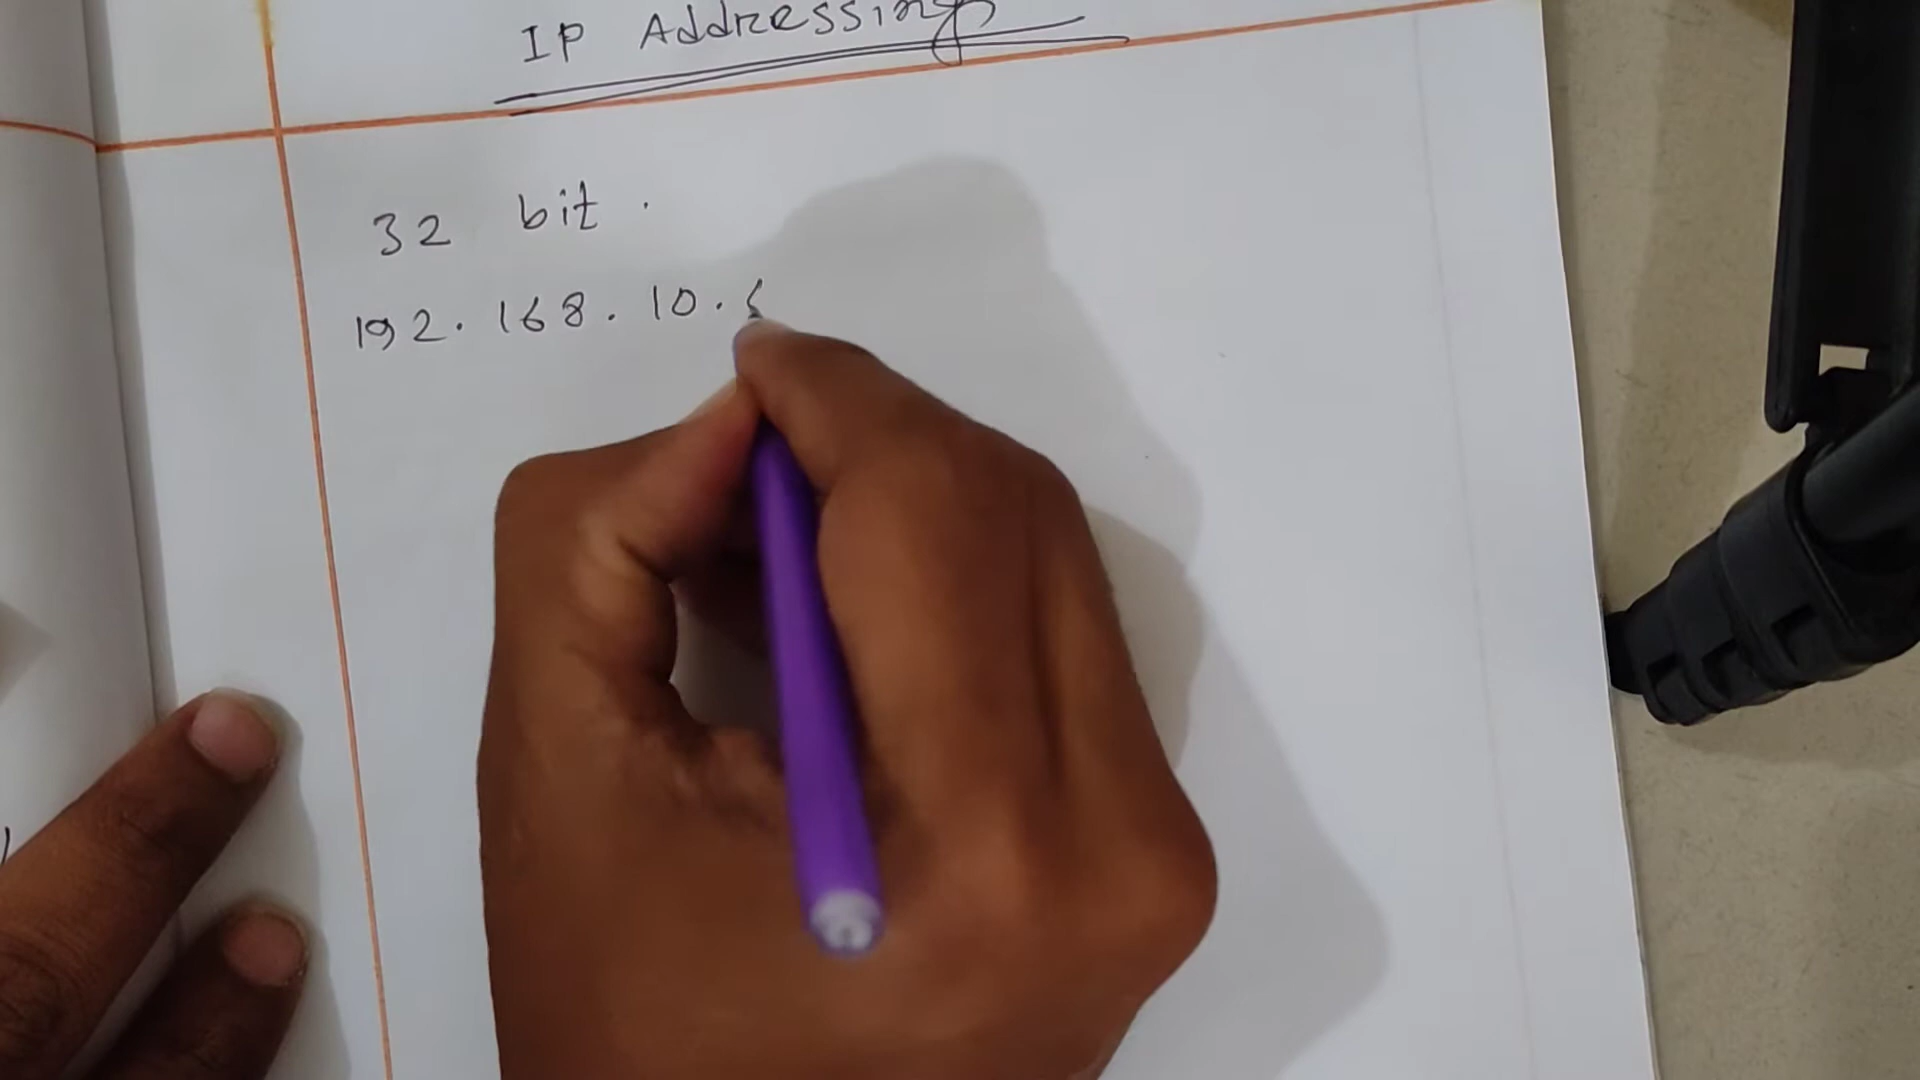 IP Addressing
32 bit .
192. 168. 10.